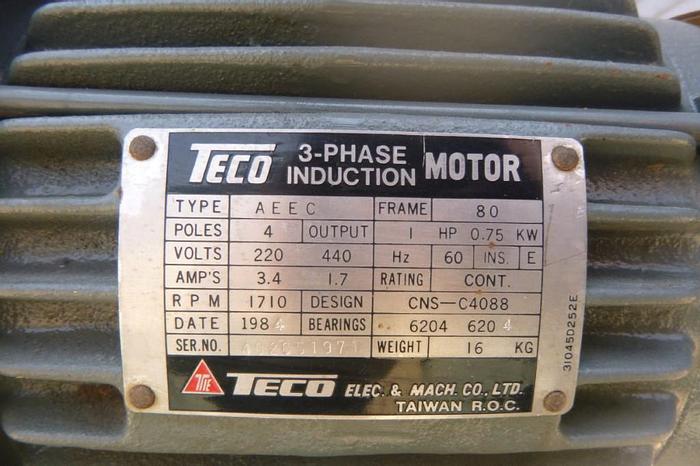 TECO 3-PHASE INDUCTION MOTOR
TYPE AEEC FRAME 80
POLES 4 OUTPUT 1 HP 0.75 KW
VOLTS 220 440 Hz 60 INS. E
AMP'S 3.4 1.7 RATING CONT.
RPM 1710 DESIGN CNS-C4088
DATE 1984 BEARINGS 6204 6204
SER.NO. WEIGHT 16 KG
TECO ELEC. & MACH. CO., LTD.
TAIWAN R.O.C.
31045D252E